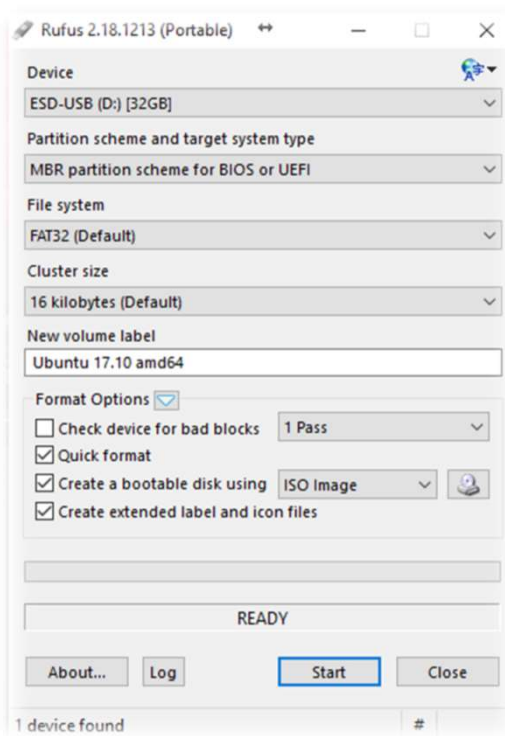 Rufus 2.18.1213 (Portable)
Device
ESD-USB (D:) [32GB]
Partition scheme and target system type
MBR partition scheme for BIOS or UEFI
File system
FAT32 (Default)
Cluster size
16 kilobytes (Default)
New volume label
Ubuntu 17.10 amd64
Format Options
Check device for bad blocks 1 Pass
Quick format
Create a bootable disk using ISO Image
Create extended label and icon files
READY
About... Log Start Close
1 device found #